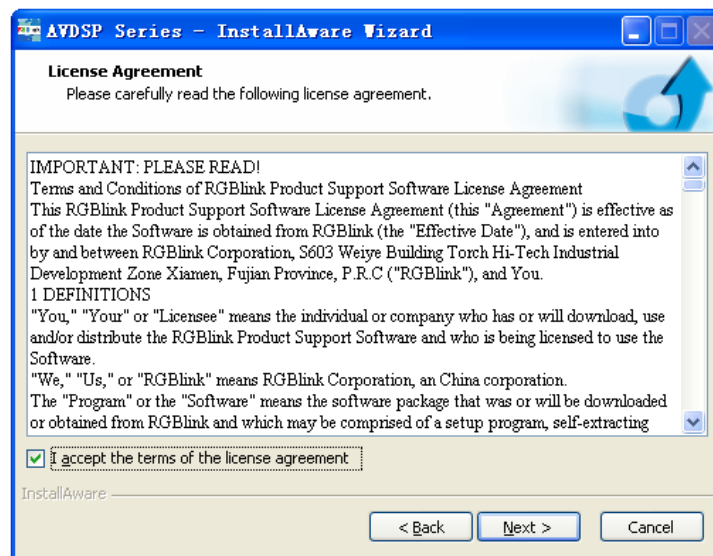 AVDSP Series - InstallAware Wizard
License Agreement
Please carefully read the following license agreement.
IMPORTANT: PLEASE READ!
Terms and Conditions of RGBlink Product Support Software License Agreement
This RGBlink Product Support Software License Agreement (this "Agreement") is effective as
of the date the Software is obtained from RGBlink (the "Effective Date"), and is entered into
by and between RGBlink Corporation, S603 Weiye Building Torch Hi-Tech Industrial
Development Zone Xiamen, Fujian Province, P.R.C ("RGBlink"), and You.
1 DEFINITIONS
"You," "Your" or "Licensee" means the individual or company who has or will download, use
and/or distribute the RGBlink Product Support Software and who is being licensed to use the
Software.
"We," "Us," or "RGBlink" means RGBlink Corporation, an China corporation.
The "Program" or the "Software" means the software package that was or will be downloaded
or obtained from RGBlink and which may be comprised of a setup program, self-extracting
I accept the terms of the license agreement
InstallAware
< Back Next > Cancel